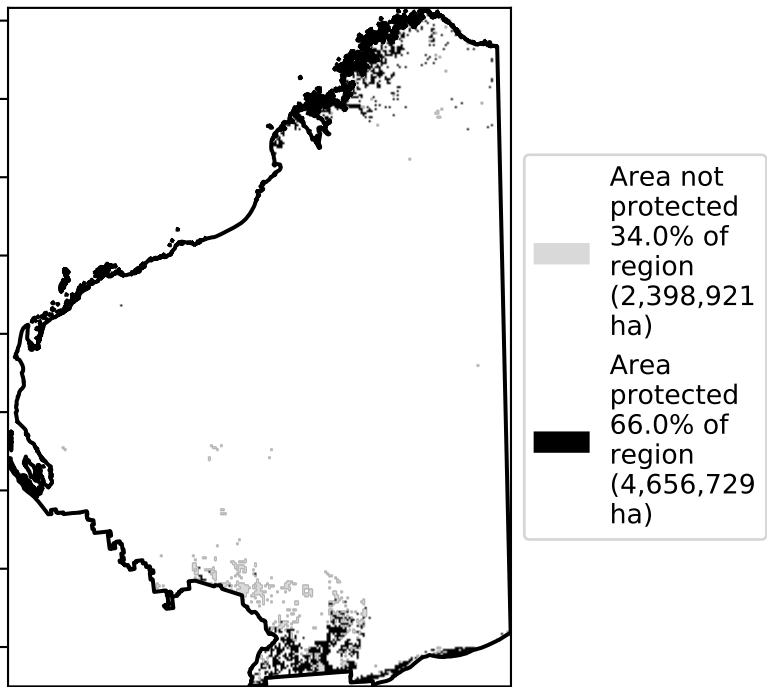 Area not
protected
34.0% of
region
(2,398,921
ha)
Area
protected
66.0% of
region
(4,656,729
ha)